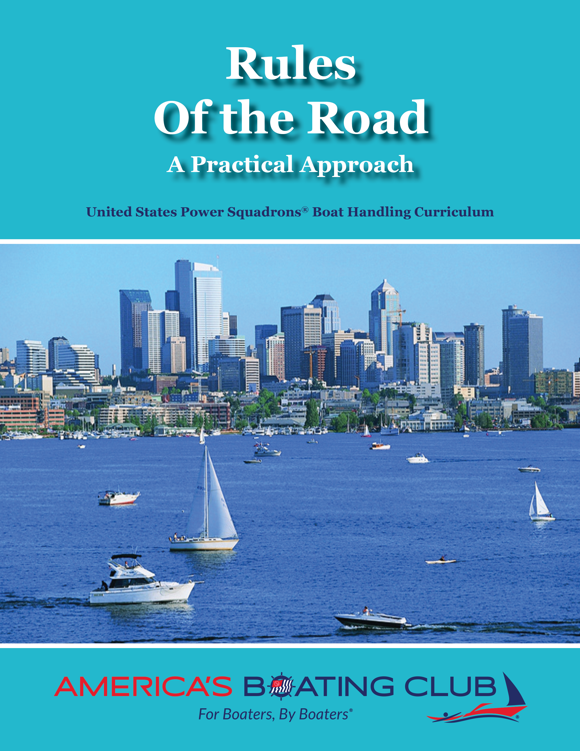 Rules
Of the Road
A Practical Approach
United States Power Squadrons® Boat Handling Curriculum
AMERICA'S BOATING CLUB
For Boaters, By Boaters®